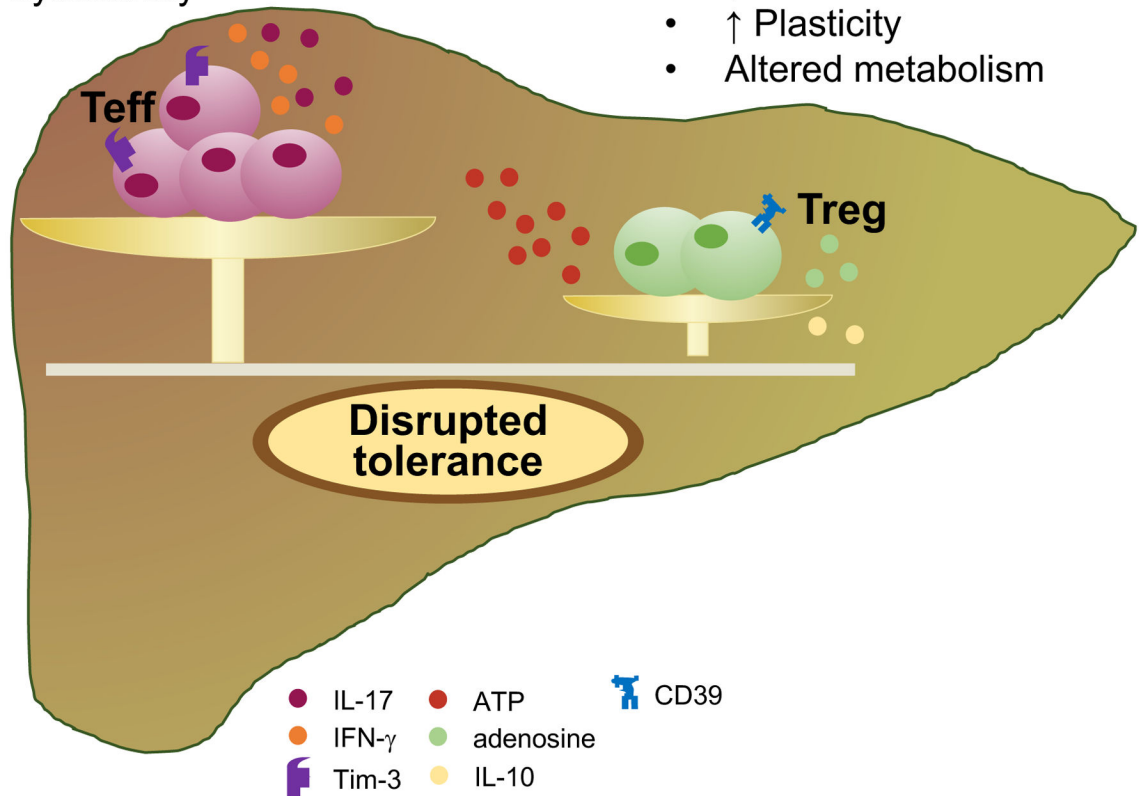 • ↑ Plasticity
• Altered metabolism
Teff
Treg
Disrupted
tolerance
IL-17
ATP
CD39
IFN-γ
adenosine
Tim-3
IL-10